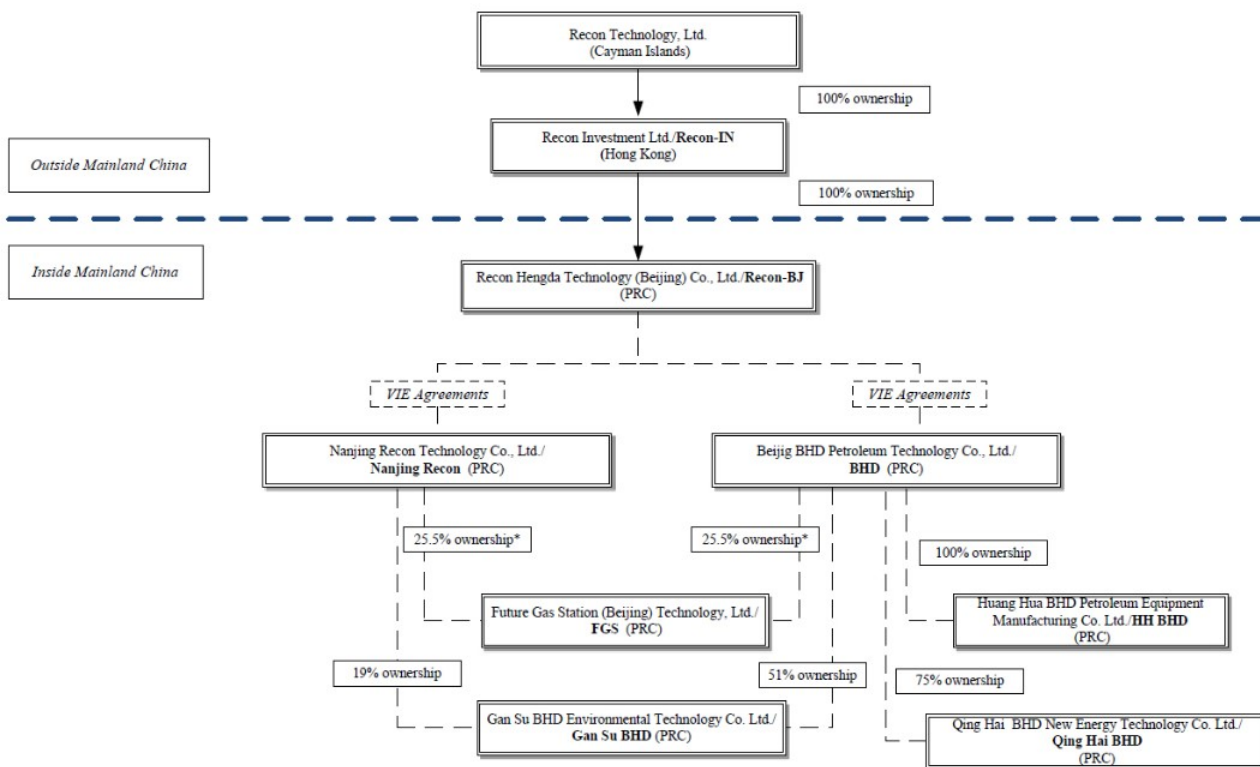 Recon Technology, Ltd.
(Cayman Islands)
100% ownership
Recon Investment Ltd./Recon-IN
(Hong Kong)
Outside Mainland China
100% ownership
Inside Mainland China
Recon Hengda Technology (Beijing) Co., Ltd./Recon-BJ
(PRC)
VIE Agreements
VIE Agreements
Nanjing Recon Technology Co., Ltd./
Nanjing Recon (PRC)
Beijig BHD Petroleum Technology Co., Ltd./
BHD (PRC)
25.5% ownership*
25.5% ownership*
100% ownership
Future Gas Station (Beijing) Technology, Ltd./
FGS (PRC)
Huang Hua BHD Petroleum Equipment
Manufacturing Co. Ltd./HH BHD
(PRC)
19% ownership
51% ownership
75% ownership
Gan Su BHD Environmental Technology Co. Ltd./
Gan Su BHD (PRC)
Qing Hai BHD New Energy Technology Co. Ltd./
Qing Hai BHD
(PRC)